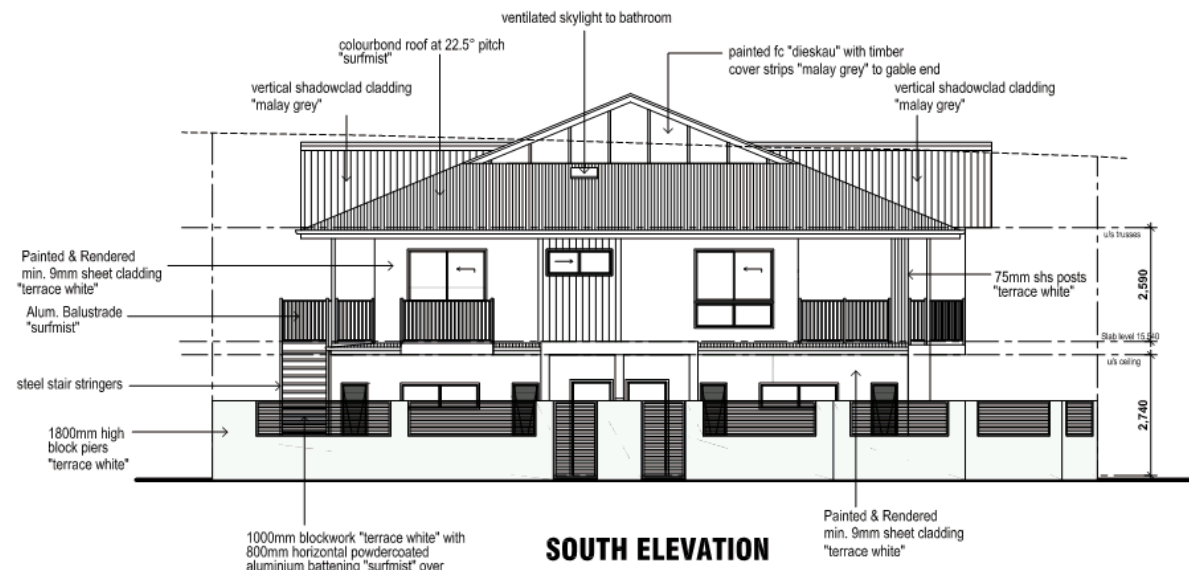 ventilated skylight to bathroom
colourbond roof at 22.5° pitch
"surfmist"
painted fc "dieskau" with timber
cover strips "malay grey" to gable end
vertical shadowclad cladding
"malay grey"
vertical shadowclad cladding
"malay grey"
u/s trusses
Painted & Rendered
min. 9mm sheet cladding
"terrace white"
75mm shs posts
"terrace white"
2,590
Alum. Balustrade
"surfmist"
Slab level 15.540
u/s ceiling
steel stair stringers
2,740
1800mm high
block piers
"terrace white"
Painted & Rendered
min. 9mm sheet cladding
"terrace white"
1000mm blockwork "terrace white" with
800mm horizontal powdercoated
aluminium battening "surfmist" over
SOUTH ELEVATION